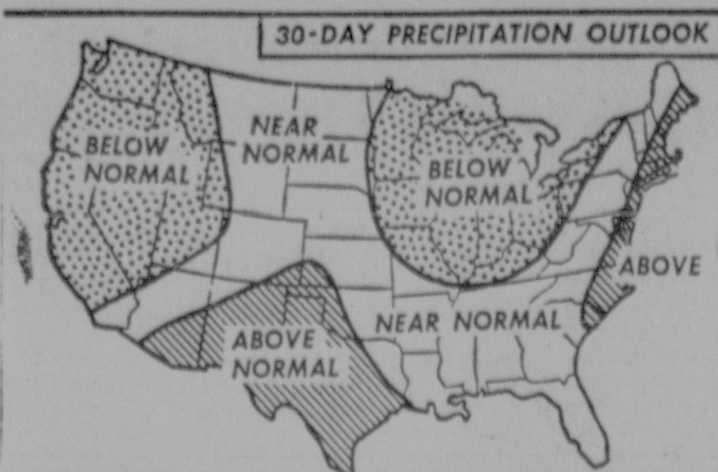 30-DAY PRECIPITATION OUTLOOK
BELOW
NORMAL
NEAR
NORMAL
BELOW
NORMAL
ABOVE
NEAR NORMAL
ABOVE
NORMAL